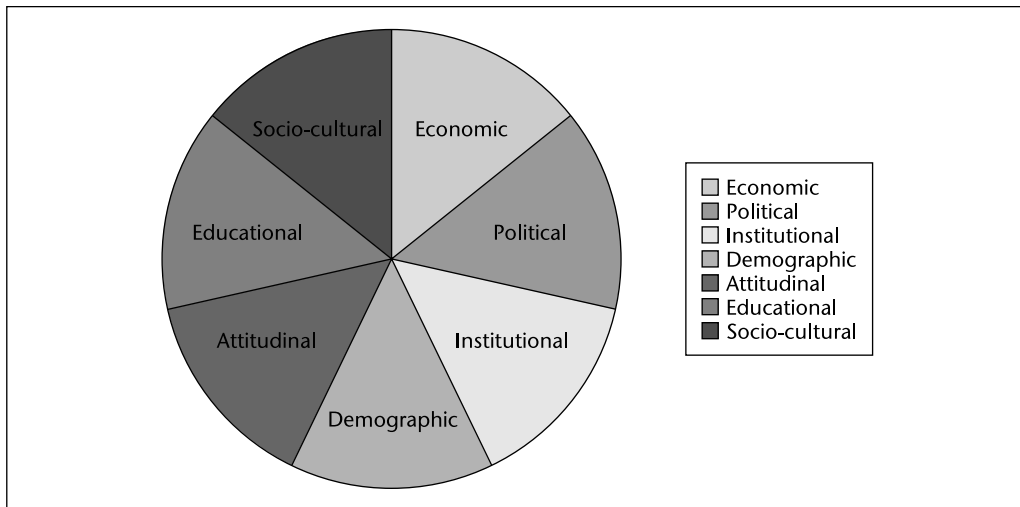 Socio-cultural
Economic
Educational
Political
Attitudinal
Institutional
Demographic
Economic
Political
Institutional
Demographic
Attitudinal
Educational
Socio-cultural